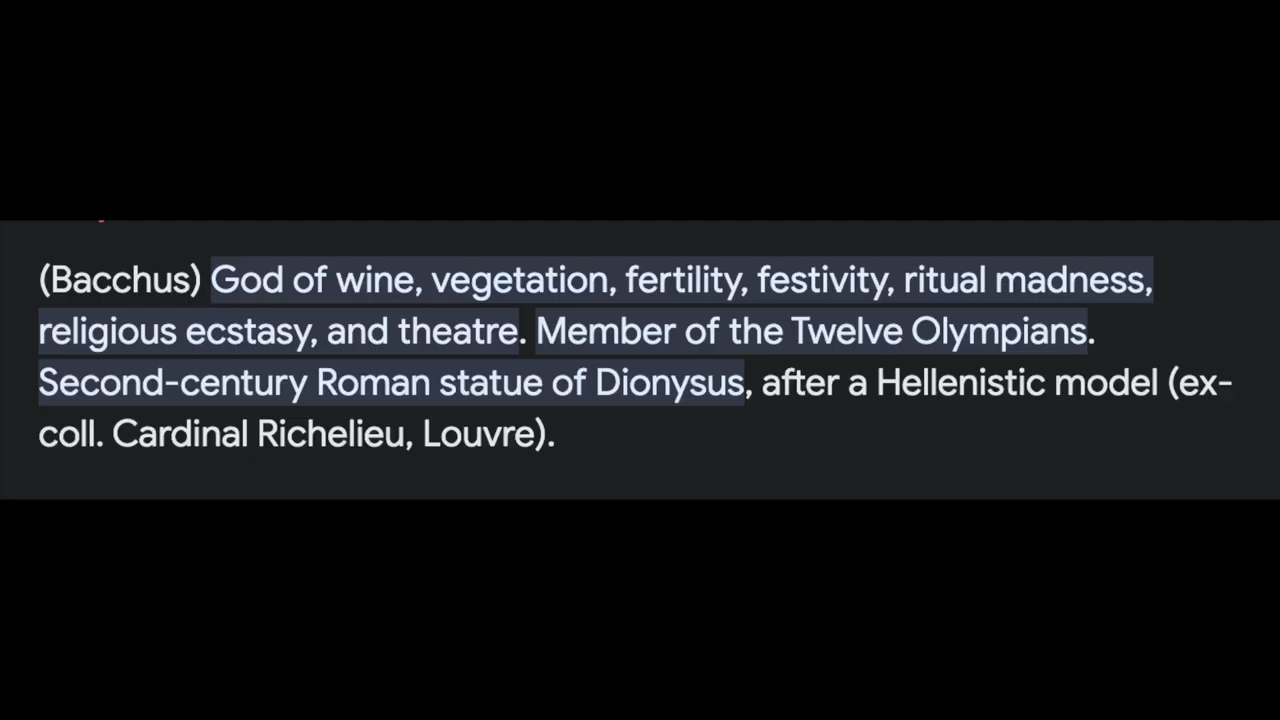 (Bacchus) God of wine, vegetation, fertility, festivity, ritual madness,
religious ecstasy, and theatre. Member of the Twelve Olympians.
Second-century Roman statue of Dionysus, after a Hellenistic model (ex-
coll. Cardinal Richelieu, Louvre).